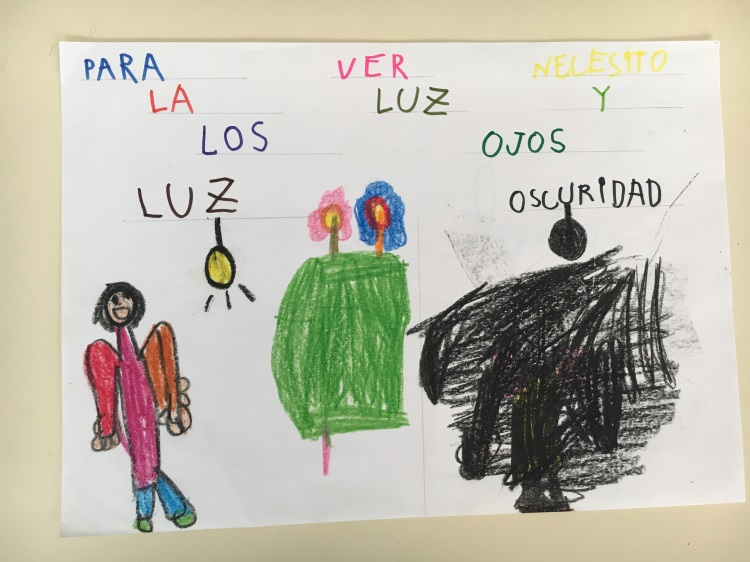 PARA VER NECESITO
LA LUZ Y
LOS OJOS
LUZ OSCURIDAD